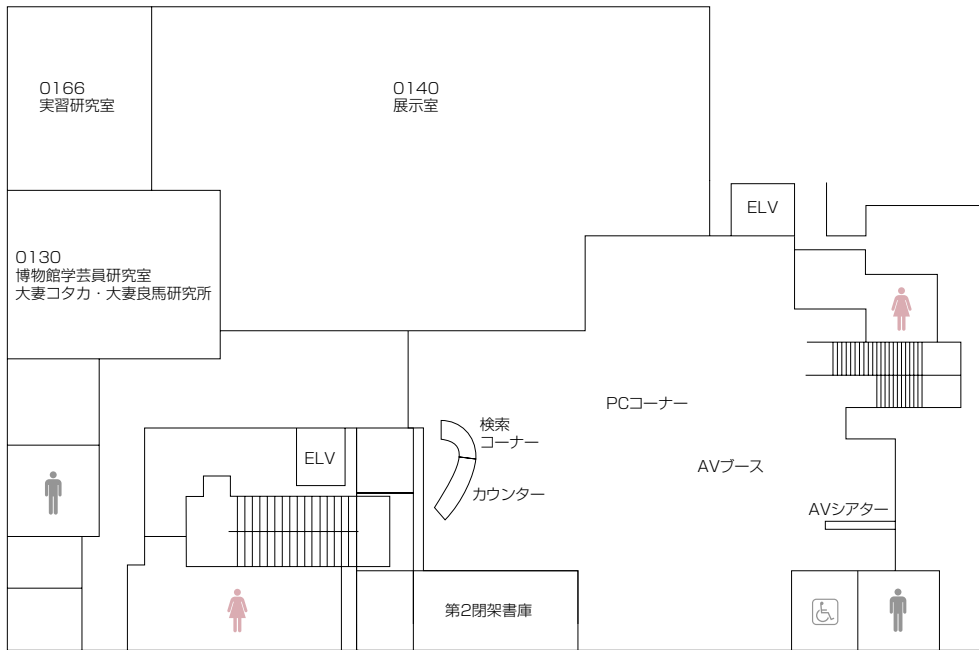 0166
実習研究室
0140
展示室
ELV
0130
博物館学芸員研究室
大妻コタカ・大妻良馬研究所
PCコーナー
検索
コーナー
ELV
AVブース
カウンター
AVシアター
第2閉架書庫